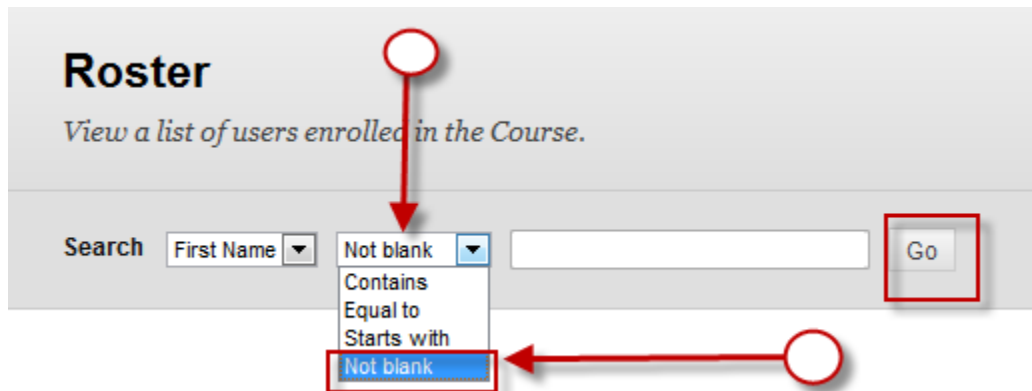 Roster
View a list of users enrolled in the Course.
Search First Name Not blank Go
Contains
Equal to
Starts with
Not blank